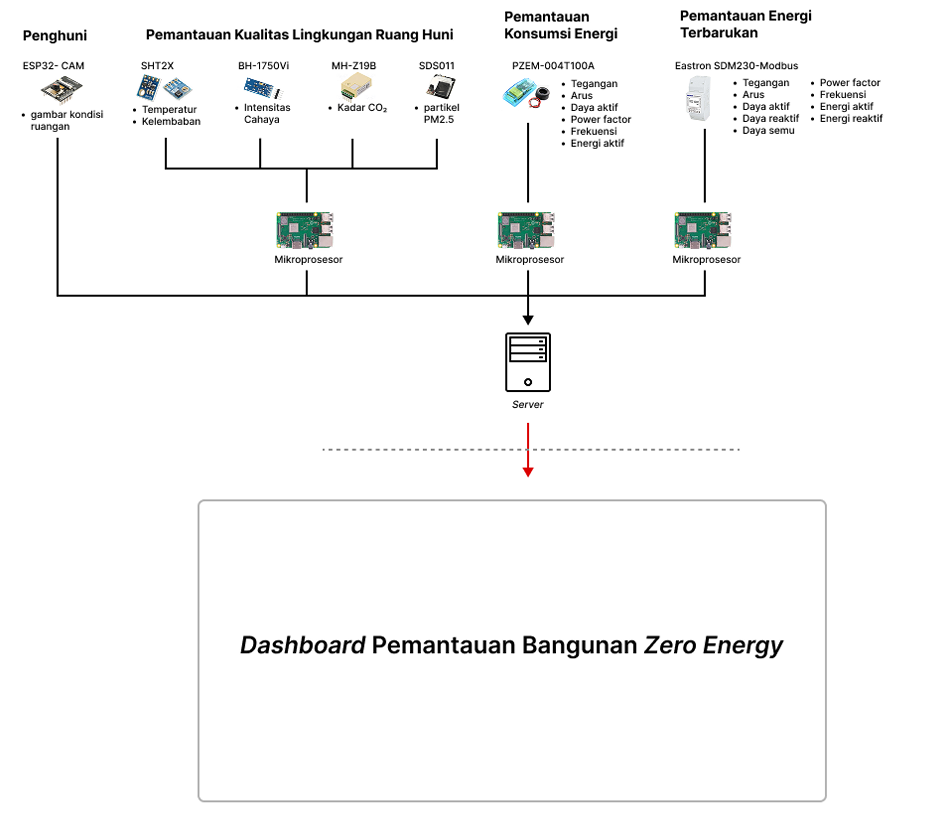 Penghuni
ESP32- CAM
• gambar kondisi
ruangan
Pemantauan Kualitas Lingkungan Ruang Huni
SHT2X
• Temperatur
• Kelembaban
BH-1750Vi
• Intensitas
Cahaya
MH-Z19B
• Kadar CO₂
SDS011
• partikel
PM2.5
Pemantauan
Konsumsi Energi
PZEM-004T100A
• Tegangan
• Arus
• Daya aktif
• Power factor
• Frekuensi
• Energi aktif
Pemantauan Energi
Terbarukan
Eastron SDM230-Modbus
• Tegangan
• Arus
• Daya aktif
• Daya reaktif
• Daya semu
• Power factor
• Frekuensi
• Energi aktif
• Energi reaktif
Mikroprosesor
Mikroprosesor
Mikroprosesor
Server
Dashboard Pemantauan Bangunan Zero Energy